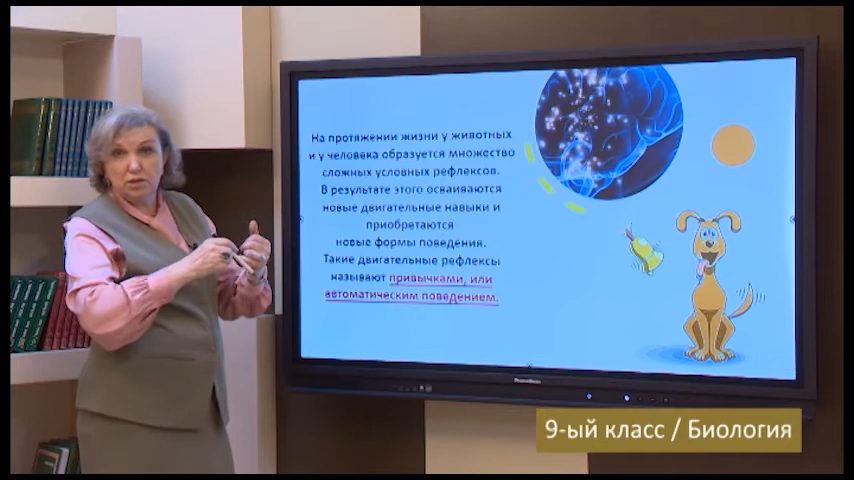 На протяжении жизни у животных
и у человека образуется множество
сложных условных рефлексов.
В результате этого осваиваются
новые двигательные навыки и
приобретаются
новые формы поведения.
Такие двигательные рефлексы
называют привычками, или
автоматическим поведением.
9-ый класс / Биология